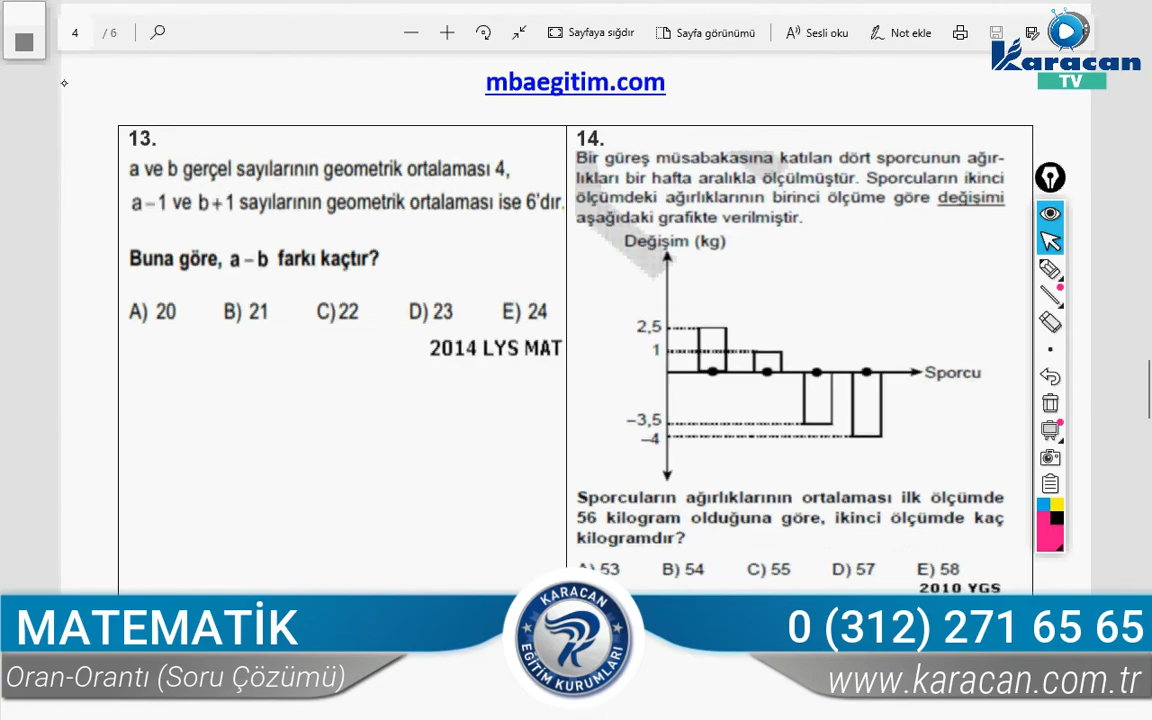 4 / 6
Sayfaya sığdır
Sayfa görünümü
Sesli oku
Not ekle
Karacan
TV
mbaegitim.com
13.
a ve b gerçel sayılarının geometrik ortalaması 4,
a – 1 ve b + 1 sayılarının geometrik ortalaması ise 6'dır.
Buna göre, a – b farkı kaçtır?
A) 20 B) 21 C) 22 D) 23 E) 24
2014 LYS MAT
14.
Bir güreş müsabakasına katılan dört sporcunun ağır-
lıkları bir hafta aralıkla ölçülmüştür. Sporcuların ikinci
ölçümdeki ağırlıklarının birinci ölçüme göre değişimi
aşağıdaki grafikte verilmiştir.
Değişim (kg)
2,5
1
Sporcu
–3,5
–4
Sporcuların ağırlıklarının ortalaması ilk ölçümde
56 kilogram olduğuna göre, ikinci ölçümde kaç
kilogramdır?
A) 53 B) 54 C) 55 D) 57 E) 58
2010 YGS
MATEMATİK
Oran-Orantı (Soru Çözümü)
KARACAN
EĞİTİM KURUMLARI
0 (312) 271 65 65
www.karacan.com.tr